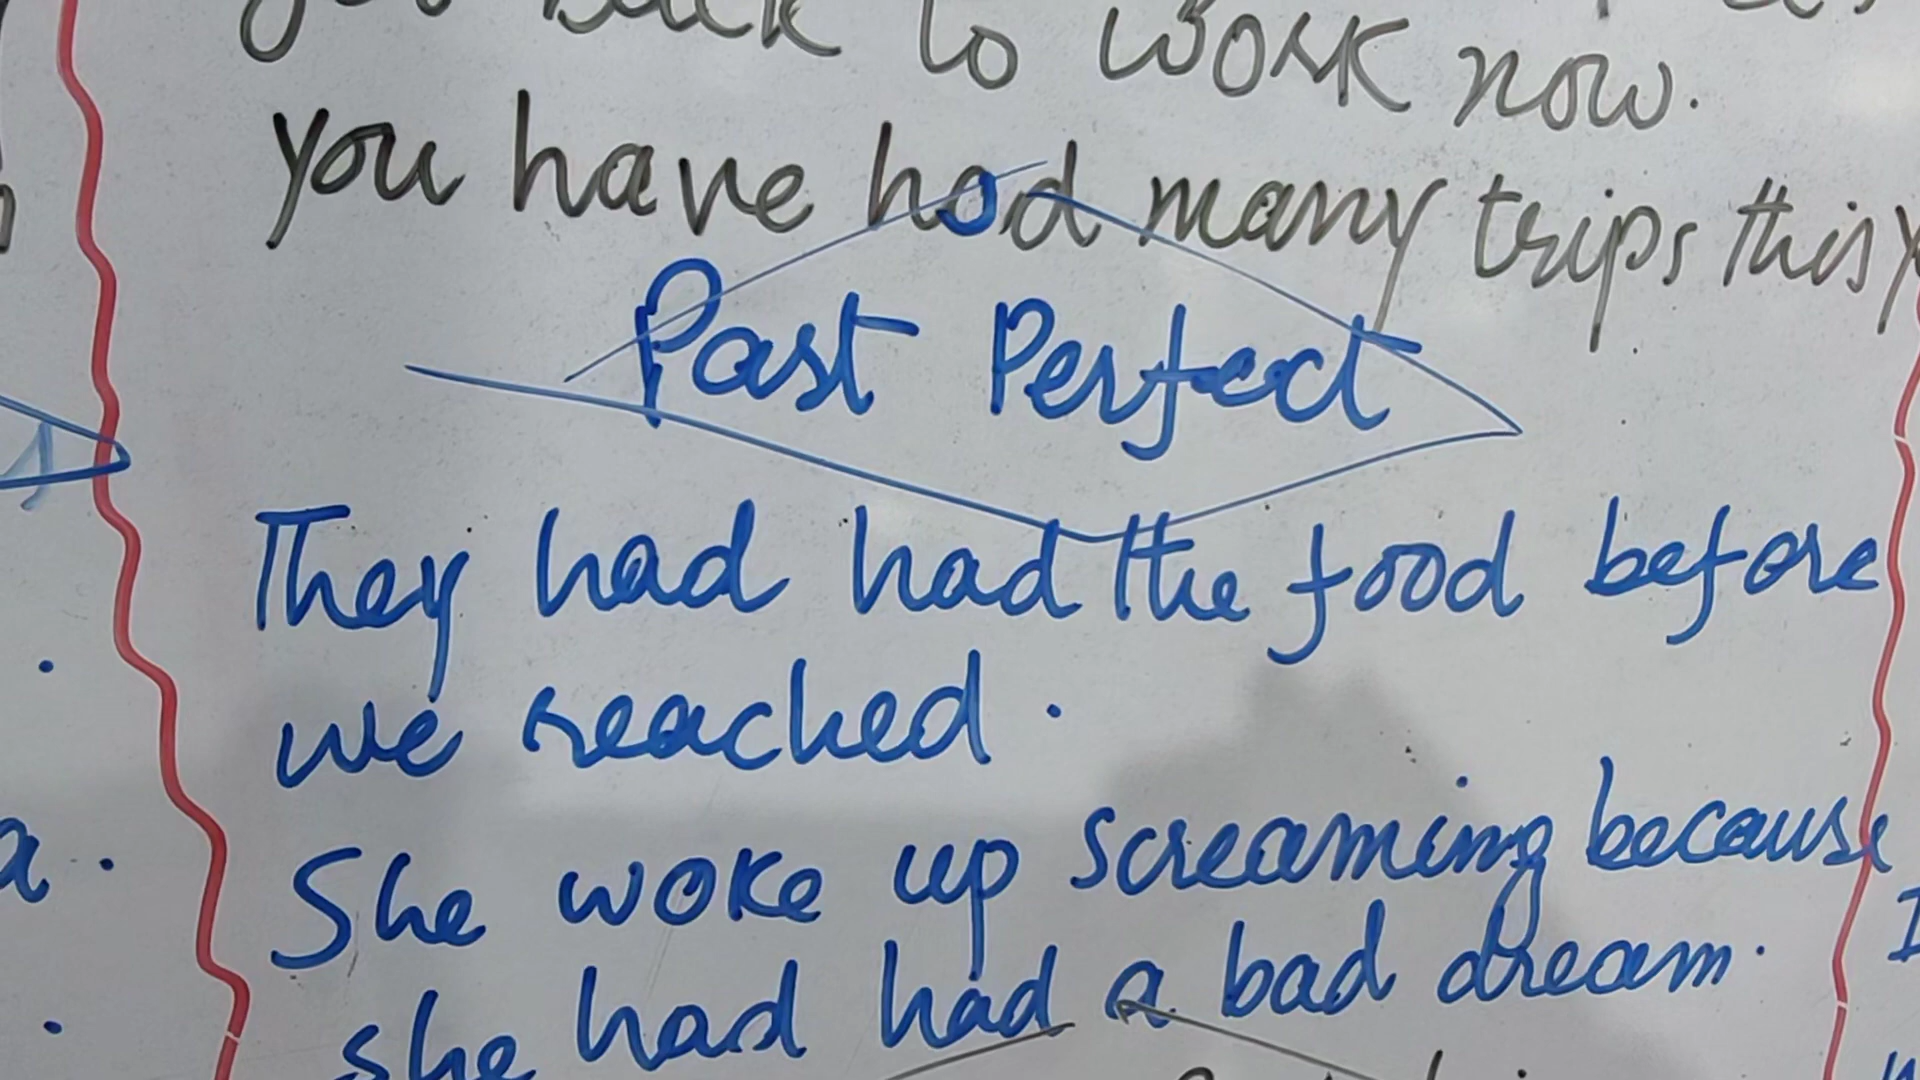 back to work now.
you have had many trips this
Past Perfect
They had had the food before
we reached.
She woke up screaming because
she had had a bad dream.